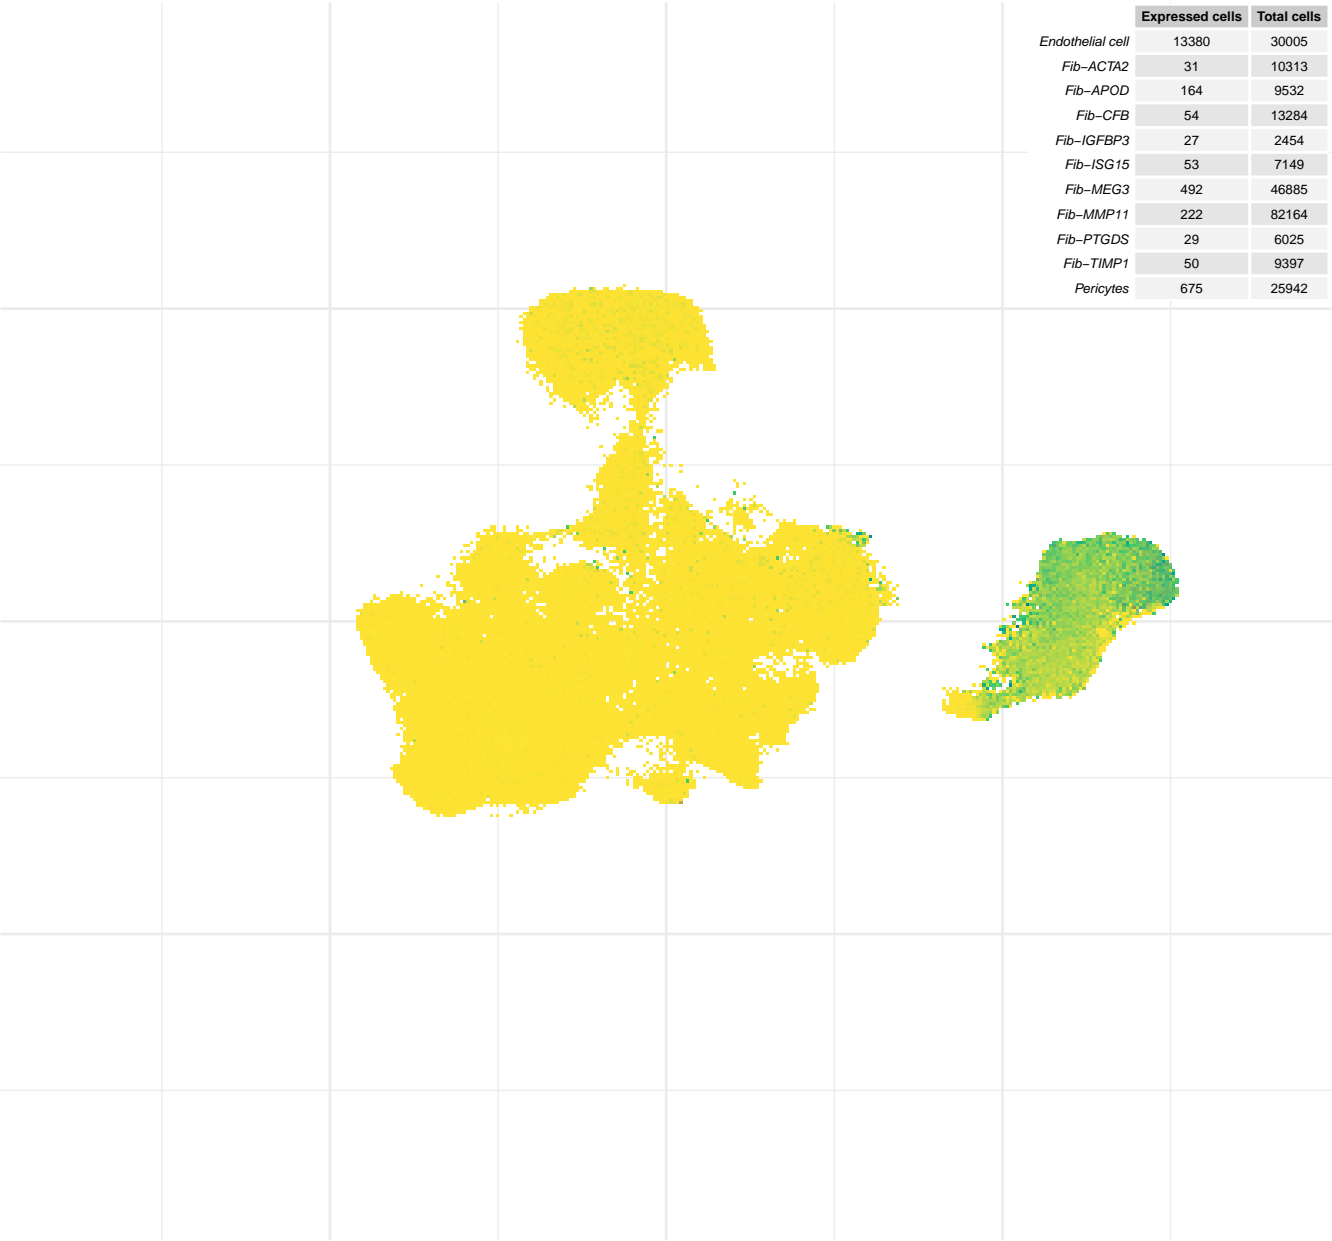 Expressed cells Total cells
Endothelial cell 13380 30005
Fib−ACTA2 31 10313
Fib−APOD 164 9532
Fib−CFB 54 13284
Fib−IGFBP3 27 2454
Fib−ISG15 53 7149
Fib−MEG3 492 46885
Fib−MMP11 222 82164
Fib−PTGDS 29 6025
Fib−TIMP1 50 9397
Pericytes 675 25942